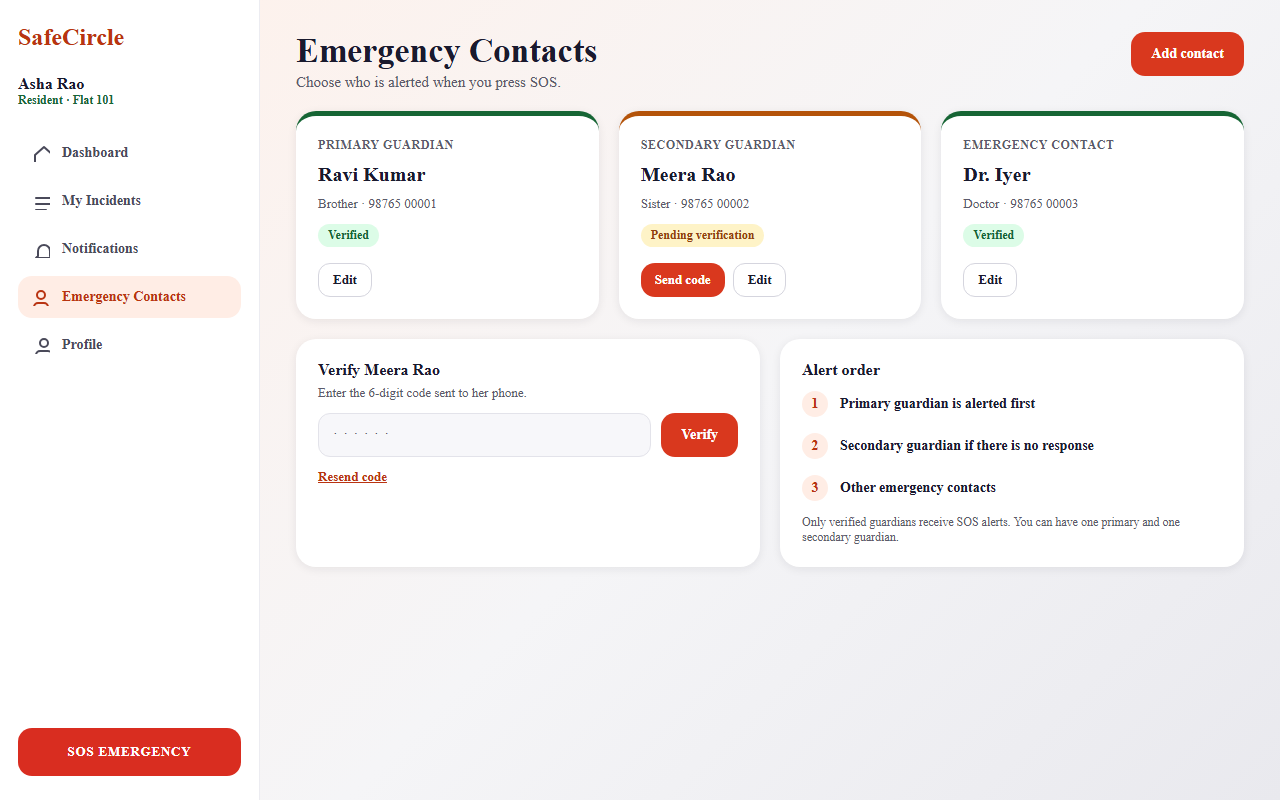 SafeCircle
Asha Rao
Resident · Flat 101
Dashboard
My Incidents
Notifications
Emergency Contacts
Profile
SOS EMERGENCY
Emergency Contacts
Choose who is alerted when you press SOS.
Add contact
PRIMARY GUARDIAN
Ravi Kumar
Brother · 98765 00001
Verified
Edit
SECONDARY GUARDIAN
Meera Rao
Sister · 98765 00002
Pending verification
Send code
Edit
EMERGENCY CONTACT
Dr. Iyer
Doctor · 98765 00003
Verified
Edit
Verify Meera Rao
Enter the 6-digit code sent to her phone.
· · · · · ·
Verify
Resend code
Alert order
1 Primary guardian is alerted first
2 Secondary guardian if there is no response
3 Other emergency contacts
Only verified guardians receive SOS alerts. You can have one primary and one
secondary guardian.